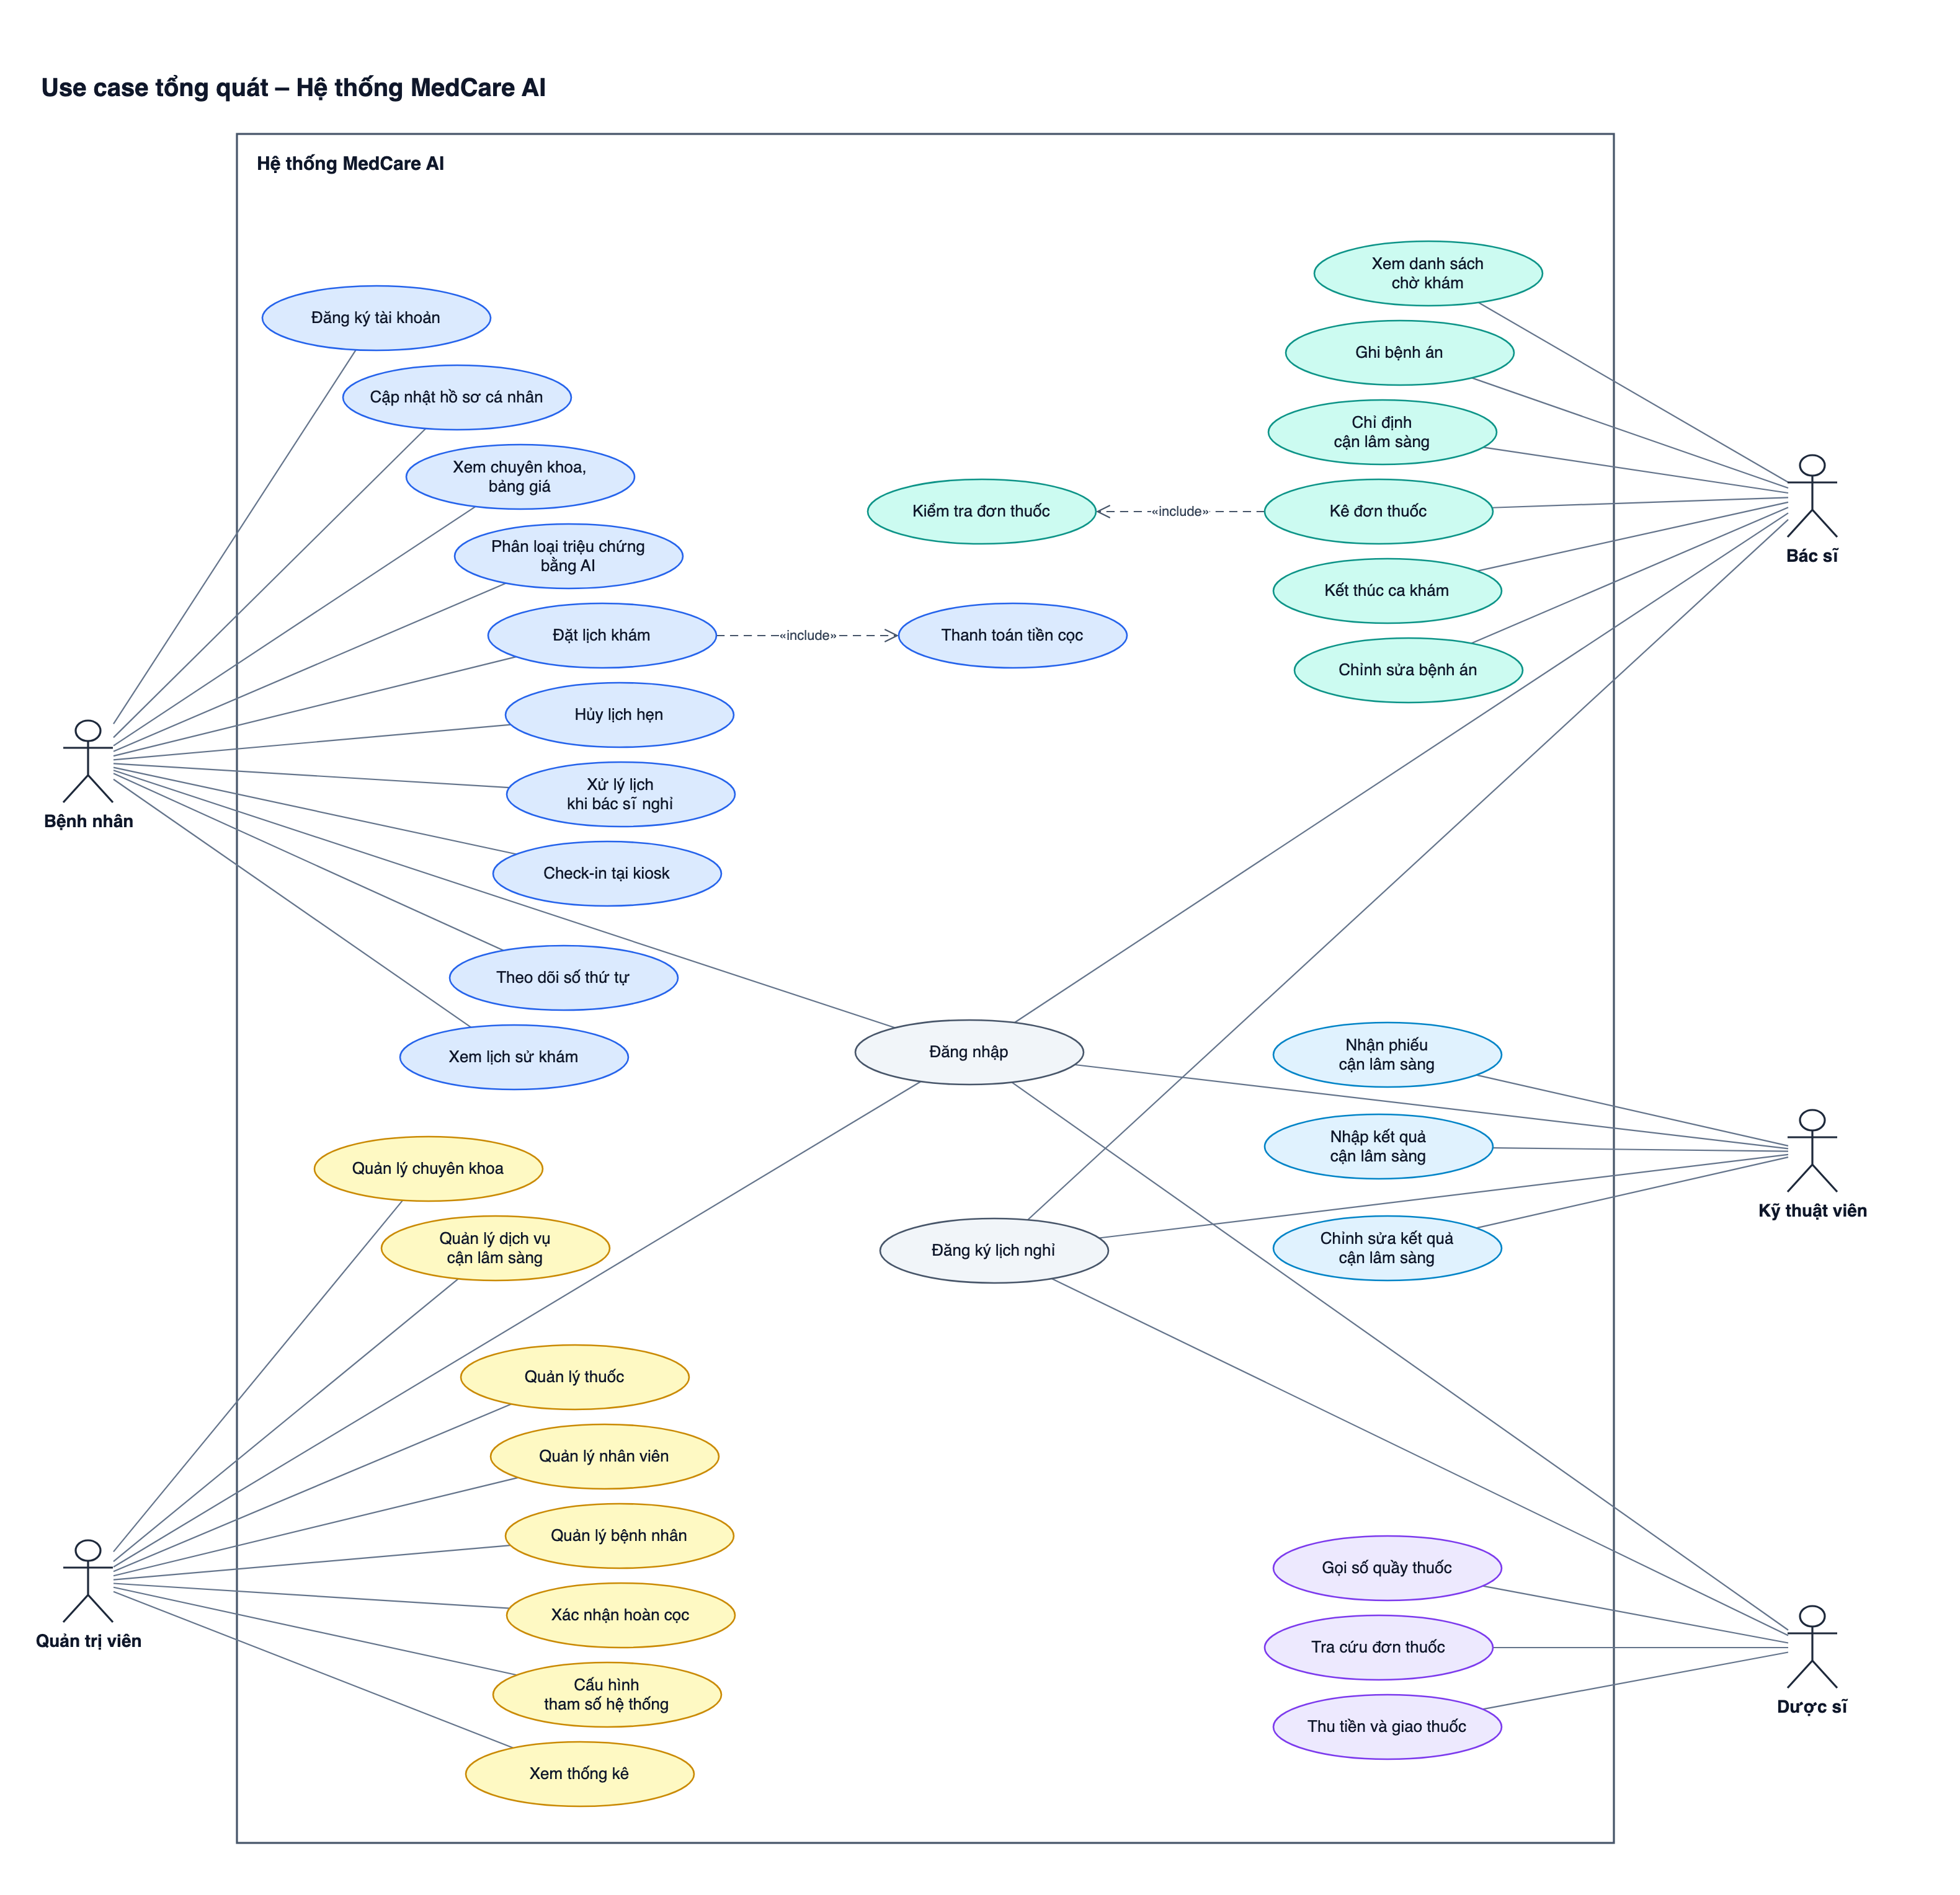 Use case tổng quát – Hệ thống MedCare AI
Hệ thống MedCare AI
Đăng ký tài khoản
Cập nhật hồ sơ cá nhân
Xem chuyên khoa,
bảng giá
Phân loại triệu chứng
bằng AI
Đặt lịch khám
«include»
Thanh toán tiền cọc
Hủy lịch hẹn
Xử lý lịch
khi bác sĩ nghỉ
Check-in tại kiosk
Theo dõi số thứ tự
Xem lịch sử khám
Bệnh nhân
Xem danh sách
chờ khám
Ghi bệnh án
Chỉ định
cận lâm sàng
Kiểm tra đơn thuốc
«include»
Kê đơn thuốc
Kết thúc ca khám
Chỉnh sửa bệnh án
Bác sĩ
Đăng nhập
Đăng ký lịch nghỉ
Nhận phiếu
cận lâm sàng
Nhập kết quả
cận lâm sàng
Chỉnh sửa kết quả
cận lâm sàng
Kỹ thuật viên
Quản lý chuyên khoa
Quản lý dịch vụ
cận lâm sàng
Quản lý thuốc
Quản lý nhân viên
Quản lý bệnh nhân
Xác nhận hoàn cọc
Cấu hình
tham số hệ thống
Xem thống kê
Quản trị viên
Gọi số quầy thuốc
Tra cứu đơn thuốc
Thu tiền và giao thuốc
Dược sĩ